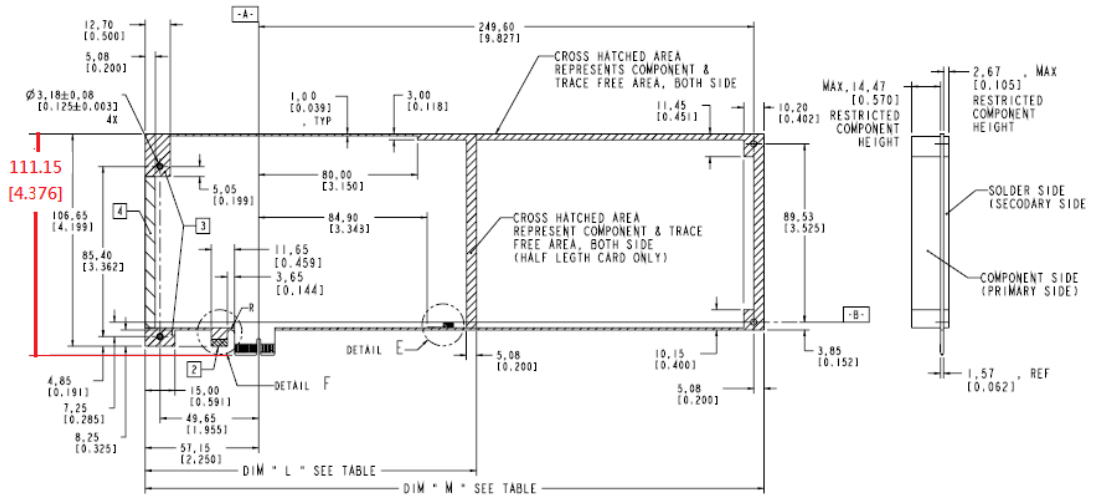 -A-
12,70
[0.500]
249,60
[9.827]
5,08
[0.200]
CROSS HATCHED AREA
REPRESENTS COMPONENT &
TRACE FREE AREA, BOTH SIDE
2,67 , MAX
[0.105]
RESTRICTED
COMPONENT
HEIGHT
MAX,14,47
[0.570]
RESTRICTED
COMPONENT
HEIGHT
Ø3,18±0,08
[0.125±0.003]
4X
1,00
[0.039]
, TYP
3,00
[0.118]
11,45
[0.451]
10,20
[0.402]
111.15
[4.376]
5,05
[0.199]
80,00
[3.150]
4
106,65
[4.199]
3
84,90
[3.343]
CROSS HATCHED AREA
REPRESENT COMPONENT & TRACE
FREE AREA, BOTH SIDE
(HALF LEGTH CARD ONLY)
89,53
[3.525]
SOLDER SIDE
(SECODARY SIDE
85,40
[3.362]
11,65
[0.459]
3,65
[0.144]
COMPONENT SIDE
(PRIMARY SIDE)
R
-B-
DETAIL E
2
DETAIL F
5,08
[0.200]
10,15
[0.400]
3,85
[0.152]
4,85
[0.191]
15,00
[0.591]
5,08
[0.200]
1,57 , REF
[0.062]
7,25
[0.285]
49,65
[1.955]
8,25
[0.325]
57,15
[2.250]
DIM " L " SEE TABLE
DIM " M " SEE TABLE